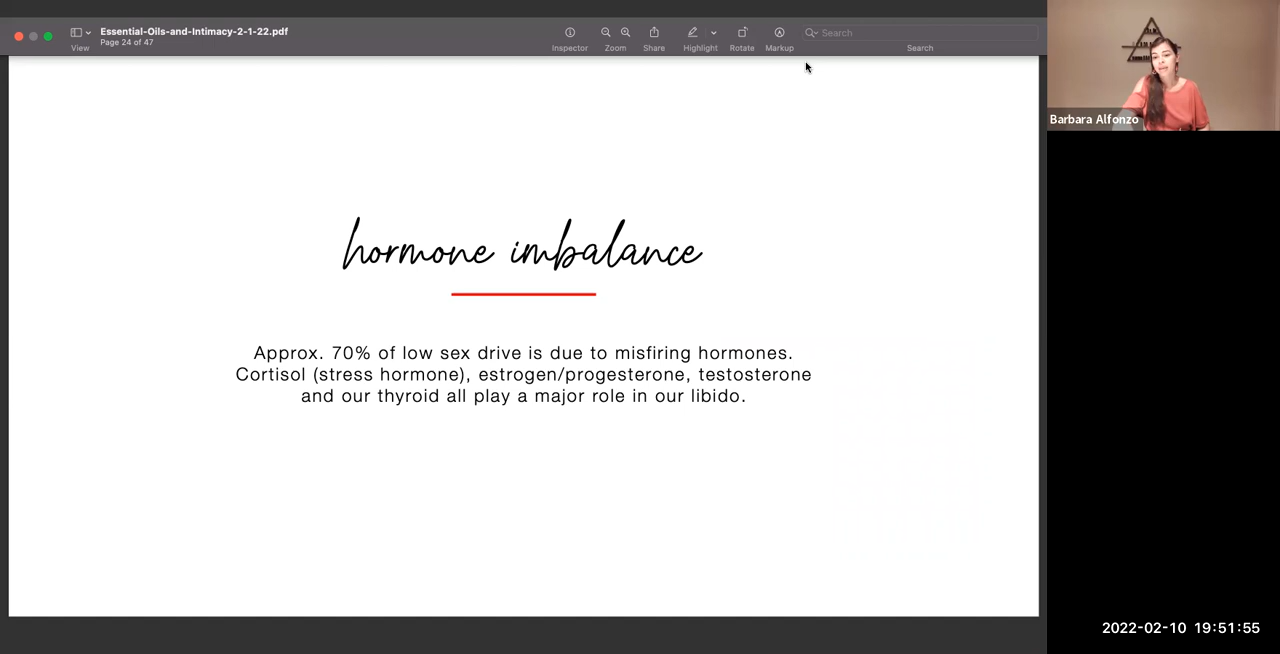 Essential-Oils-and-Intimacy-2-1-22.pdf
Page 24 of 47
View
Inspector
Zoom
Share
Highlight
Rotate
Markup
Search
Search
Barbara Alfonzo
hormone imbalance
Approx. 70% of low sex drive is due to misfiring hormones.
Cortisol (stress hormone), estrogen/progesterone, testosterone
and our thyroid all play a major role in our libido.
2022-02-10 19:51:55